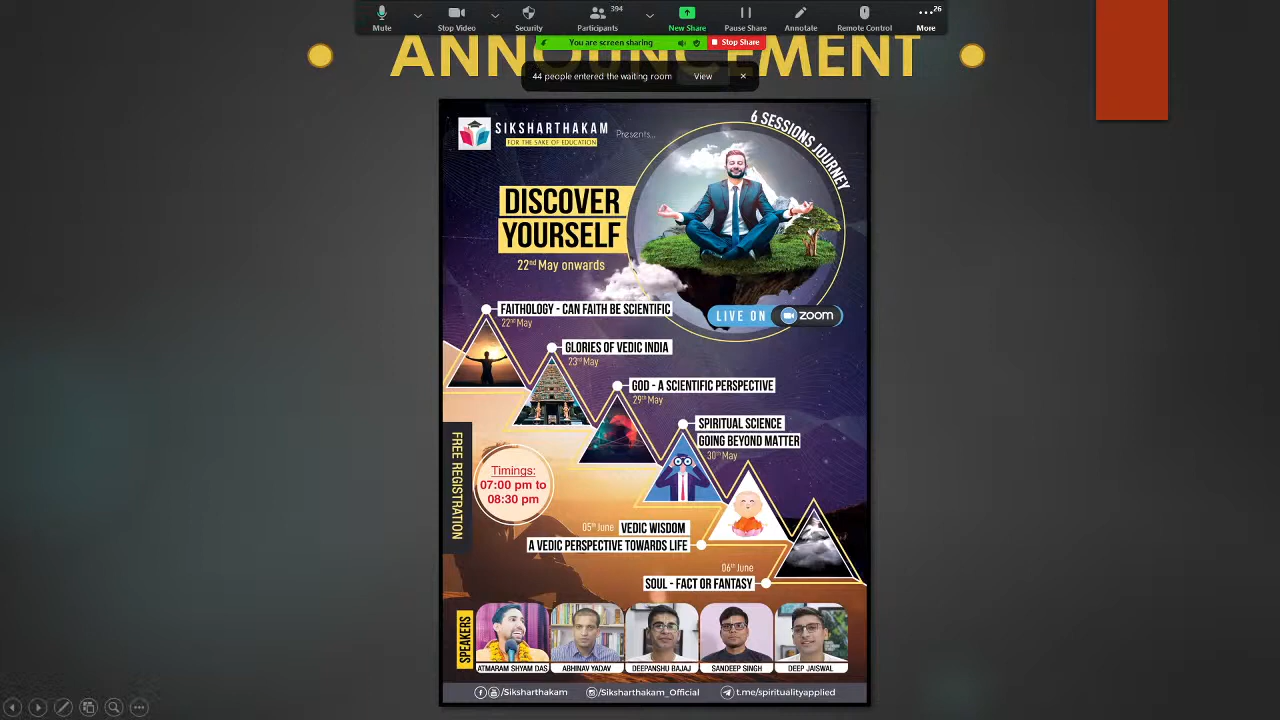 394
26
Mute
Stop Video
Security
Participants
New Share
Pause Share
Annotate
Remote Control
More
You are screen sharing
Stop Share
ANNOUNCEMENT
44 people entered the waiting room
View
SIKSHARTHAKAM
FOR THE SAKE OF EDUCATION
Presents...
6 SESSIONS JOURNEY
DISCOVER
YOURSELF
22nd May onwards
LIVE ON zoom
FAITHOLOGY - CAN FAITH BE SCIENTIFIC
22nd May
GLORIES OF VEDIC INDIA
23rd May
GOD - A SCIENTIFIC PERSPECTIVE
29th May
SPIRITUAL SCIENCE
GOING BEYOND MATTER
30th May
FREE REGISTRATION
Timings:
07:00 pm to
08:30 pm
05th June VEDIC WISDOM
A VEDIC PERSPECTIVE TOWARDS LIFE
06th June
SOUL - FACT OR FANTASY
SPEAKERS
ATMARAM SHYAM DAS
ABHINAV YADAV
DEEPANSHU BAJAJ
SANDEEP SINGH
DEEP JAISWAL
/Siksharthakam
/Siksharthakam_Official
t.me/spiritualityapplied